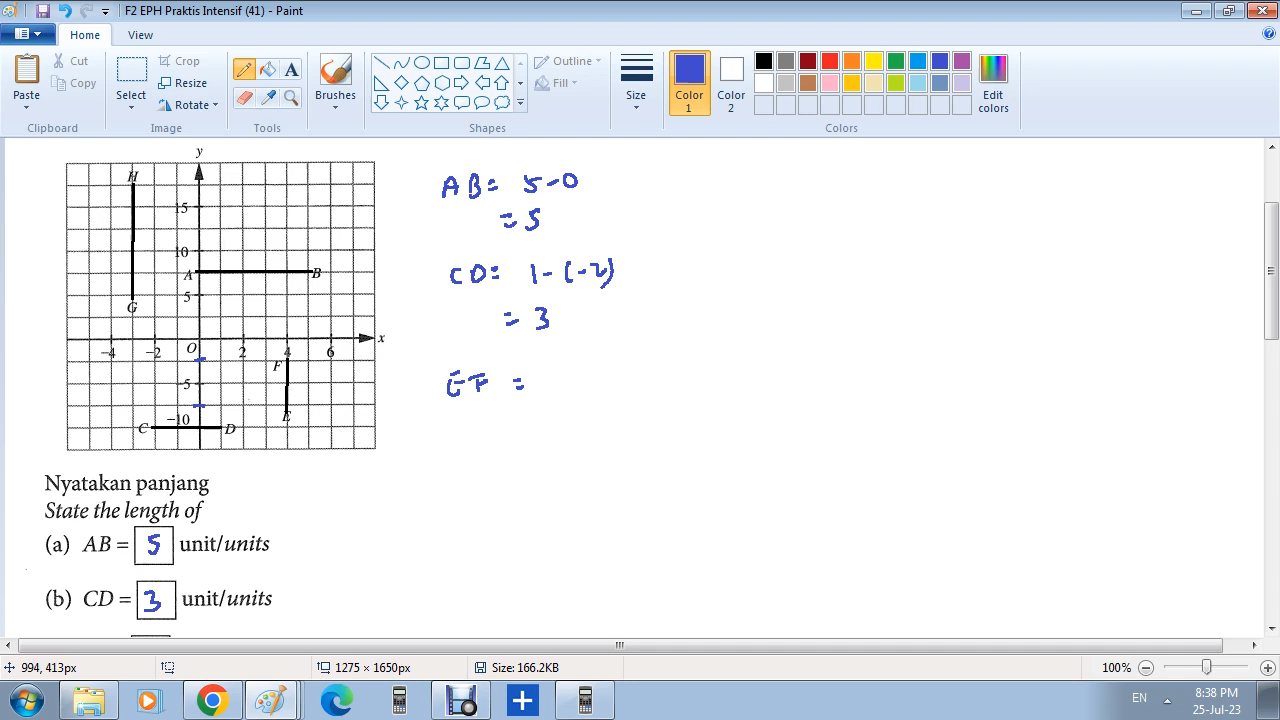 F2 EPH Praktis Intensif (41) - Paint
Home View
Paste
Cut
Copy
Clipboard
Select
Crop
Resize
Rotate
Image
A
Tools
Brushes
Shapes
Outline
Fill
Size
Color 1
Color 2
Edit colors
Colors
y
H
15
10
A B
5
G
-4 -2 O 2 4 6 x
F
-5
E
-10
C D
AB = 5 - 0
= 5
CD = 1 - (-2)
= 3
EF =
Nyatakan panjang
State the length of
(a) AB = 5 unit/units
(b) CD = 3 unit/units
994, 413px
1275 × 1650px
Size: 166.2KB
100%
EN
8:38 PM
25-Jul-23